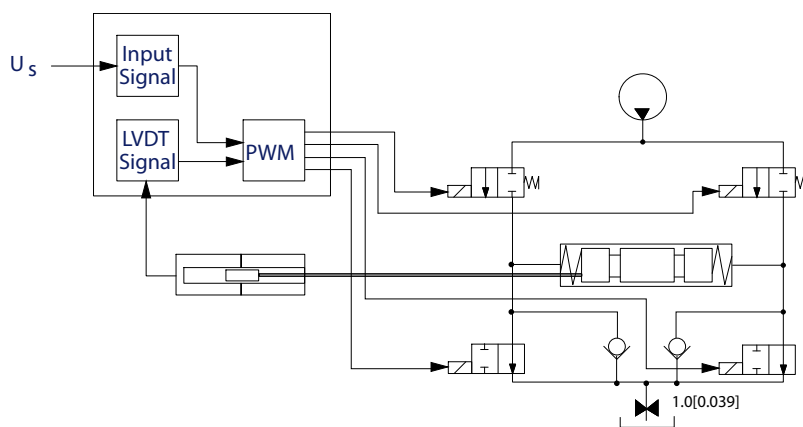 Input
Signal
U s
LVDT
Signal
PWM
1.0[0.039]